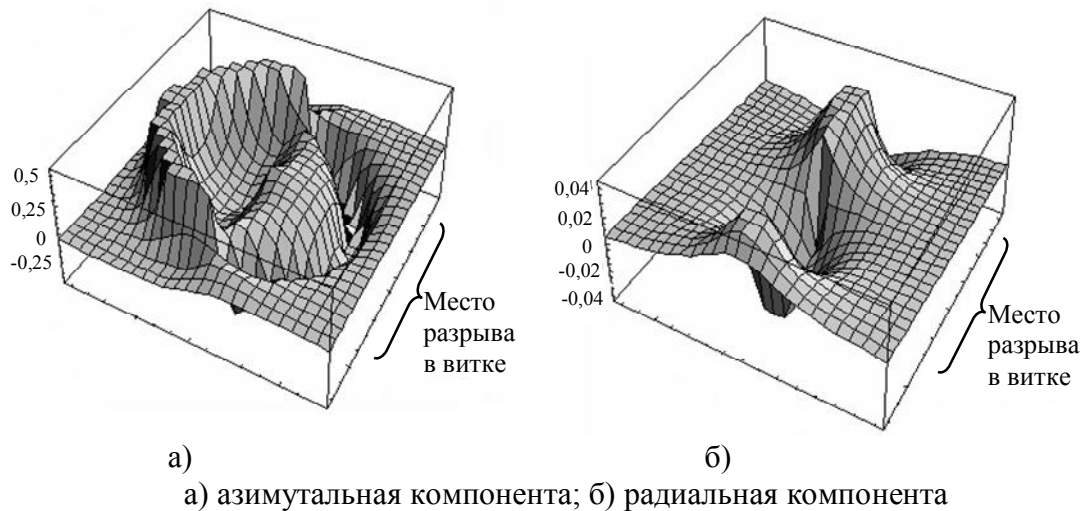 0,5
0,25
0
-0,25
Место
разрыва
в витке
0,04
0,02
0
-0,02
-0,04
Место
разрыва
в витке
а)
б)
а) азимутальная компонента; б) радиальная компонента